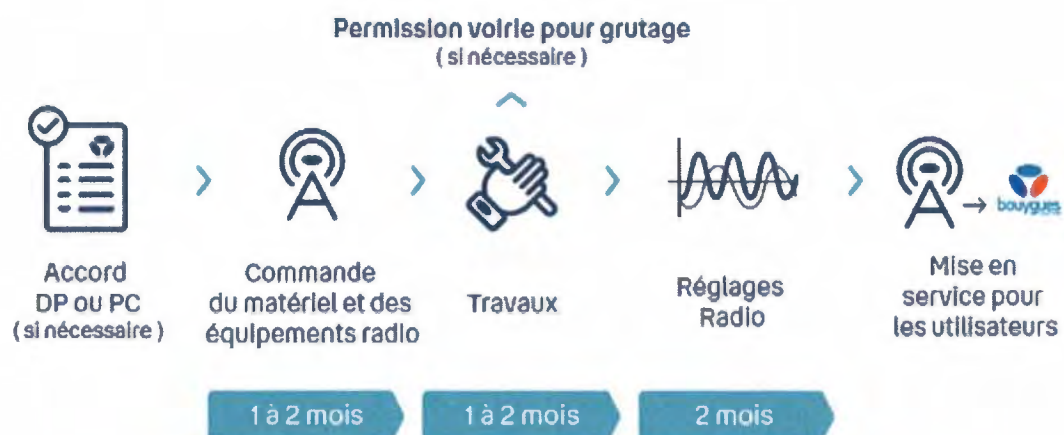 Permission voirie pour grutage
( si nécessaire )
Accord
DP ou PC
( si nécessaire )
Commande
du matériel et des
équipements radio
Travaux
Réglages
Radio
bouygues
Mise en
service pour
les utilisateurs
1 à 2 mois
1 à 2 mois
2 mois